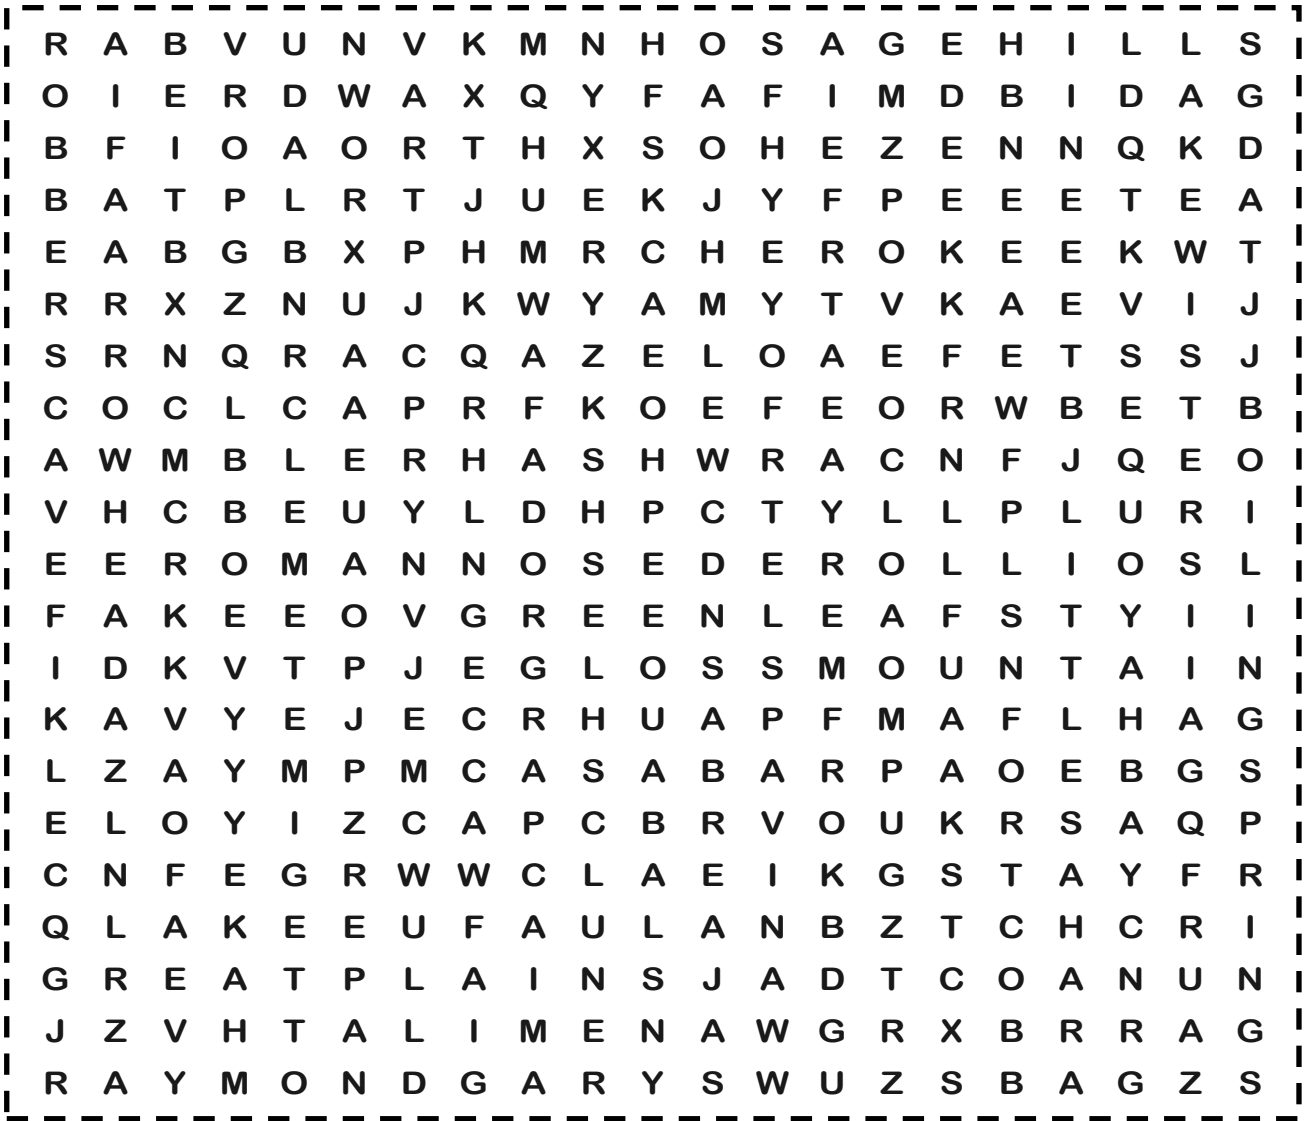 R A B V U N V K M N H O S A G E H I L L S
O I E R D W A X Q Y F A F I M D B I D A G
B F I O A O R T H X S O H E Z E N N Q K D
B A T P L R T J U E K J Y F P E E E T E A
E A B G B X P H M R C H E R O K E E K W T
R R X Z N U J K W Y A M Y T V K A E V I J
S R N Q R A C Q A Z E L O A E F E T S S J
C O C L C A P R F K O E F E O R W B E T B
A W M B L E R H A S H W R A C N F J Q E O
V H C B E U Y L D H P C T Y L L P L U R I
E E R O M A N N O S E D E R O L L I O S L
F A K E E O V G R E E N L E A F S T Y I I
I D K V T P J E G L O S S M O U N T A I N
K A V Y E J E C R H U A P F M A F L H A G
L Z A Y M P M C A S A B A R P A O E B G S
E L O Y I Z C A P C B R V O U K R S A Q P
C N F E G R W W C L A E I K G S T A Y F R
Q L A K E E U F A U L A N B Z T C H C R I
G R E A T P L A I N S J A D T C O A N U N
J Z V H T A L I M E N A W G R X B R R A G
R A Y M O N D G A R Y S W U Z S B A G Z S